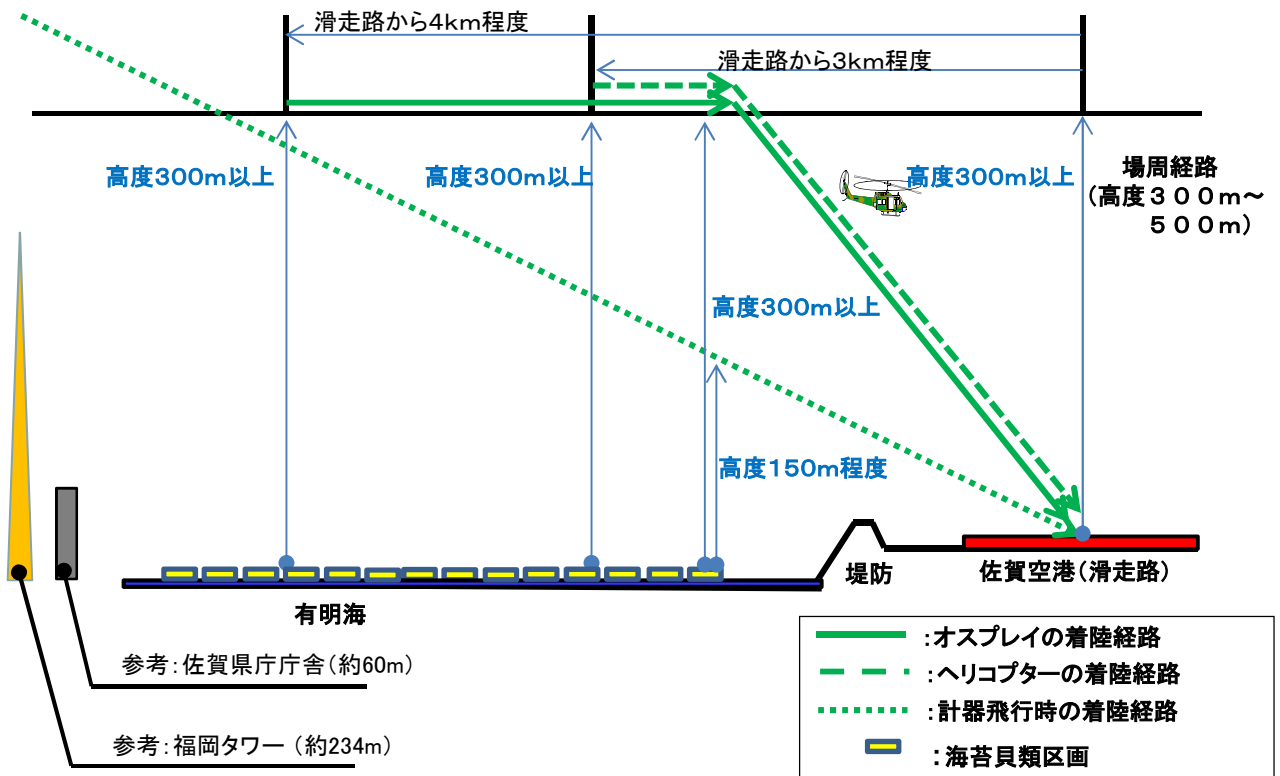 滑走路から4km程度
滑走路から3km程度
高度300m以上
高度300m以上
高度300m以上
場周経路
(高度３００m～
５００m)
高度300m以上
高度150m程度
堤防
佐賀空港(滑走路)
有明海
参考：佐賀県庁庁舎(約60m)
参考：福岡タワー (約234m)
：オスプレイの着陸経路
：ヘリコプターの着陸経路
：計器飛行時の着陸経路
：海苔貝類区画